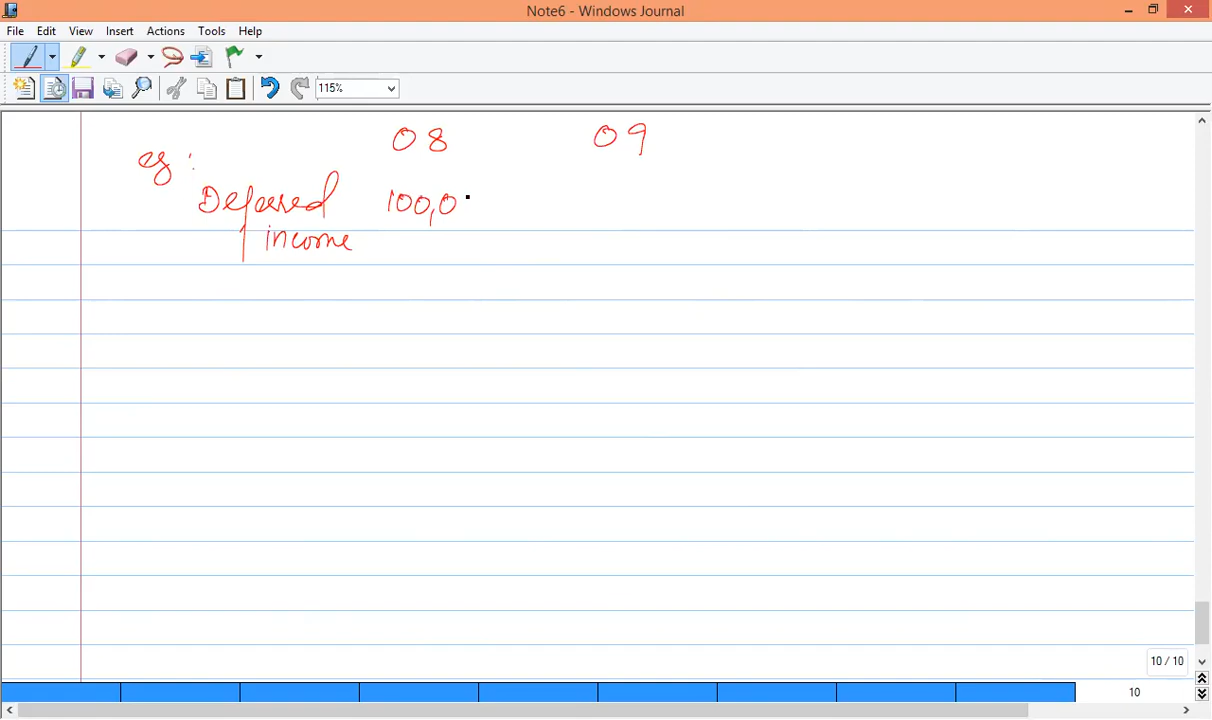 Note6 - Windows Journal
File Edit View Insert Actions Tools Help
115%
08 09
eg:
Deferred 100,0
income
10 / 10
10